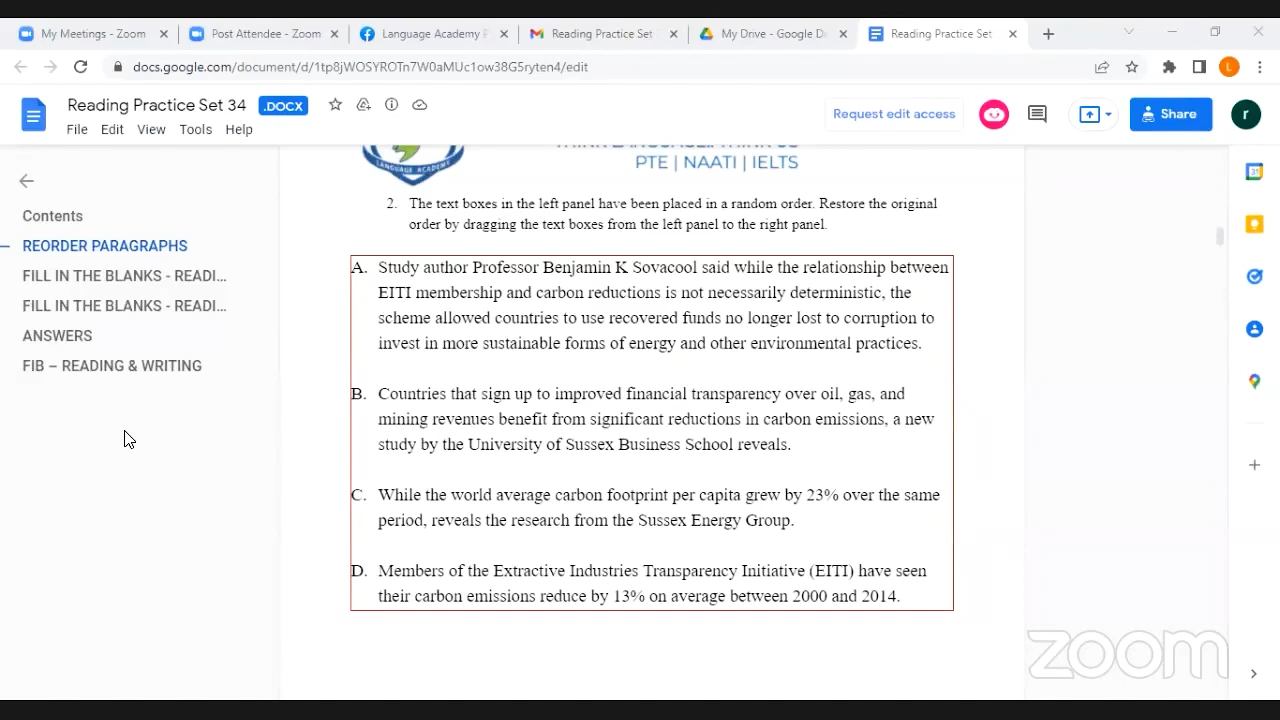 My Meetings - Zoom
Post Attendee - Zoom
Language Academy
Reading Practice Set
My Drive - Google D
Reading Practice Set
docs.google.com/document/d/1tp8jWOSYROTn7W0aMUc1ow38G5ryten4/edit
L
Reading Practice Set 34 .DOCX
File Edit View Tools Help
Request edit access
Share
r
Contents
REORDER PARAGRAPHS
FILL IN THE BLANKS - READI...
FILL IN THE BLANKS - READI...
ANSWERS
FIB – READING & WRITING
LANGUAGE ACADEMY
PTE | NAATI | IELTS
2. The text boxes in the left panel have been placed in a random order. Restore the original
order by dragging the text boxes from the left panel to the right panel.
A. Study author Professor Benjamin K Sovacool said while the relationship between
EITI membership and carbon reductions is not necessarily deterministic, the
scheme allowed countries to use recovered funds no longer lost to corruption to
invest in more sustainable forms of energy and other environmental practices.
B. Countries that sign up to improved financial transparency over oil, gas, and
mining revenues benefit from significant reductions in carbon emissions, a new
study by the University of Sussex Business School reveals.
C. While the world average carbon footprint per capita grew by 23% over the same
period, reveals the research from the Sussex Energy Group.
D. Members of the Extractive Industries Transparency Initiative (EITI) have seen
their carbon emissions reduce by 13% on average between 2000 and 2014.
zoom